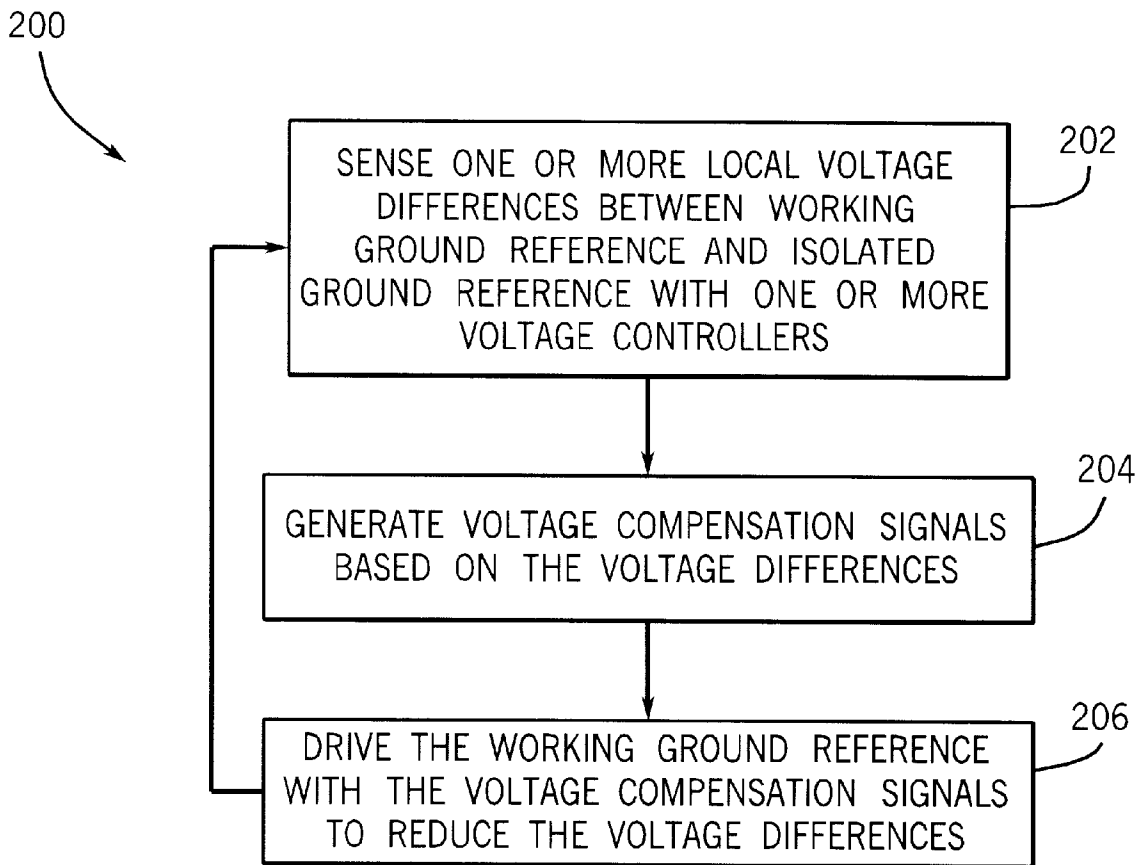 200
202
SENSE ONE OR MORE LOCAL VOLTAGE
DIFFERENCES BETWEEN WORKING
GROUND REFERENCE AND ISOLATED
GROUND REFERENCE WITH ONE OR MORE
VOLTAGE CONTROLLERS
204
GENERATE VOLTAGE COMPENSATION SIGNALS
BASED ON THE VOLTAGE DIFFERENCES
206
DRIVE THE WORKING GROUND REFERENCE
WITH THE VOLTAGE COMPENSATION SIGNALS
TO REDUCE THE VOLTAGE DIFFERENCES